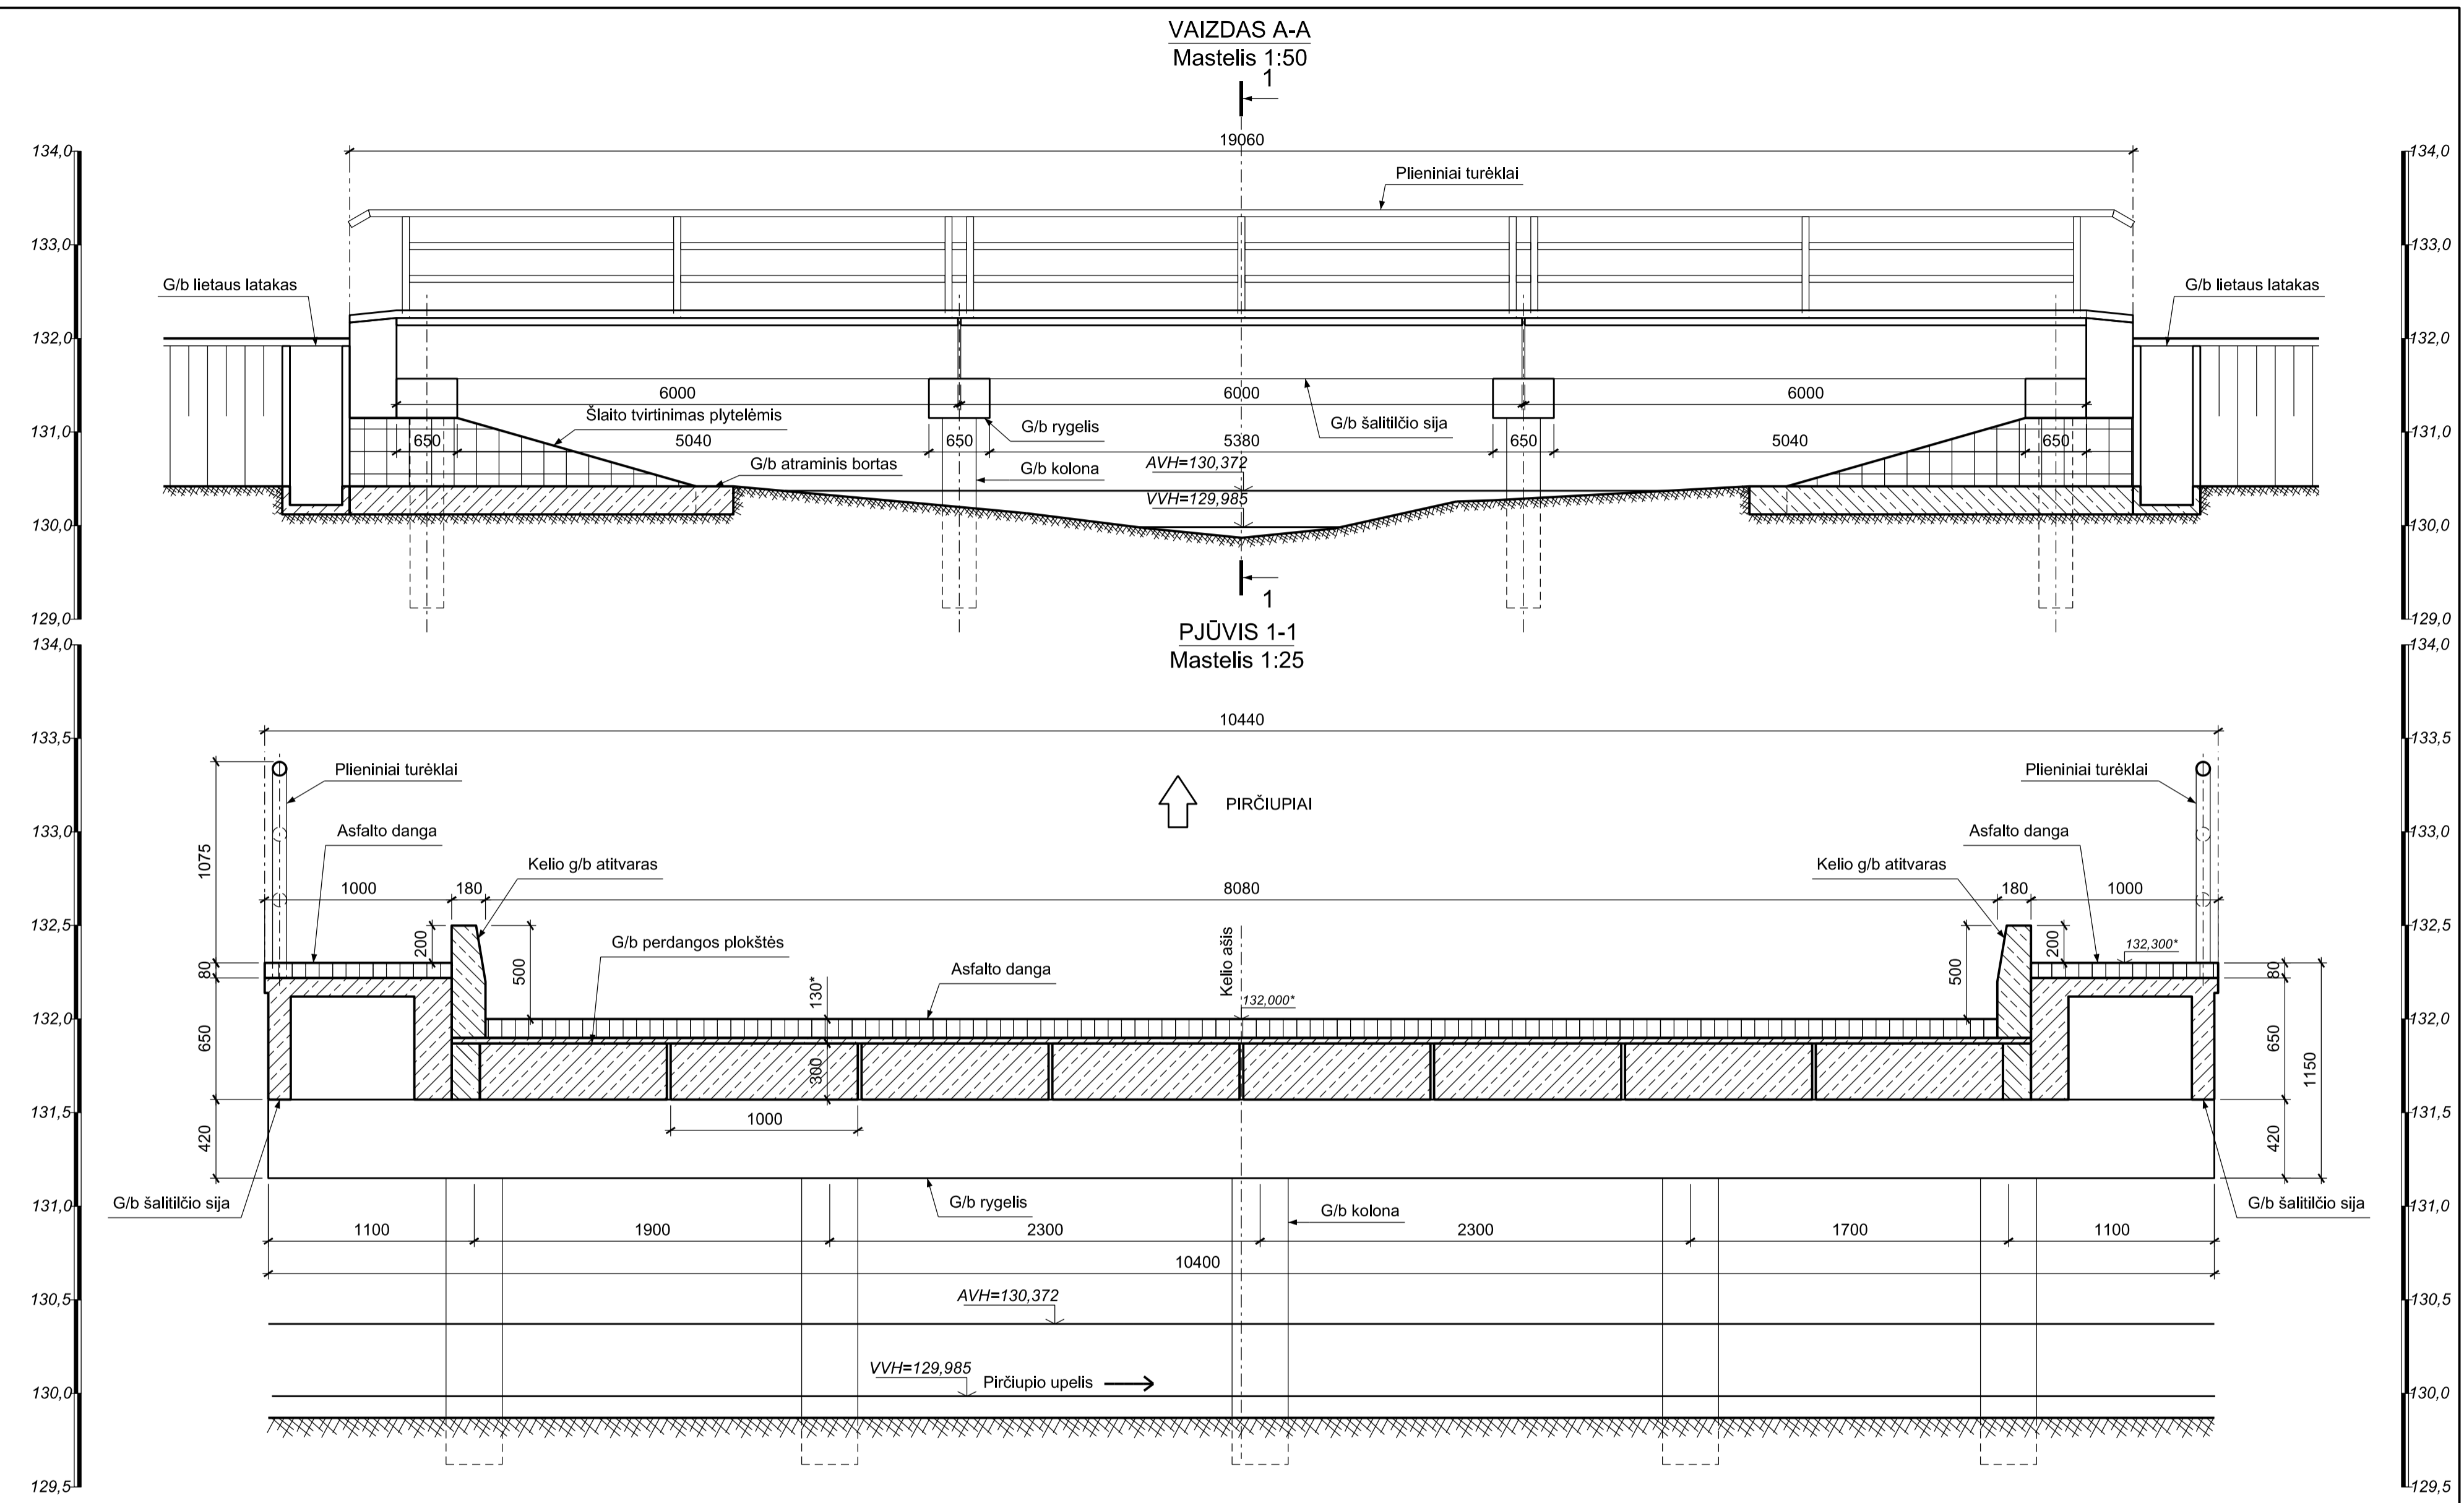 VAIZDAS A-A
Mastelis 1:50
1
19060
134,0
134,0
Plieniniai turėklai
133,0
133,0
G/b lietaus latakas
G/b lietaus latakas
132,0
132,0
6000
6000
6000
Šlaito tvirtinimas plytelėmis
G/b rygelis
G/b šalitilčio sija
131,0
131,0
650
5040
650
5380
650
5040
650
G/b atraminis bortas
G/b kolona
AVH=130,372
VVH=129,985
130,0
130,0
1
129,0
129,0
PJŪVIS 1-1
Mastelis 1:25
134,0
134,0
10440
133,5
133,5
Plieniniai turėklai
Plieniniai turėklai
PIRČIUPIAI
133,0
133,0
Asfalto danga
Asfalto danga
1075
Kelio g/b atitvaras
Kelio g/b atitvaras
1000
180
8080
180
1000
132,5
132,5
200
500
G/b perdangos plokštės
Kelio ašis
500
200
132,300*
80
Asfalto danga
80
130*
132,000*
132,0
132,0
650
300
650
1150
131,5
131,5
1000
420
420
G/b šalitilčio sija
G/b rygelis
G/b kolona
G/b šalitilčio sija
131,0
131,0
1100
1900
2300
2300
1700
1100
10400
130,5
130,5
AVH=130,372
VVH=129,985
Pirčiupio upelis
130,0
130,0
129,5
129,5